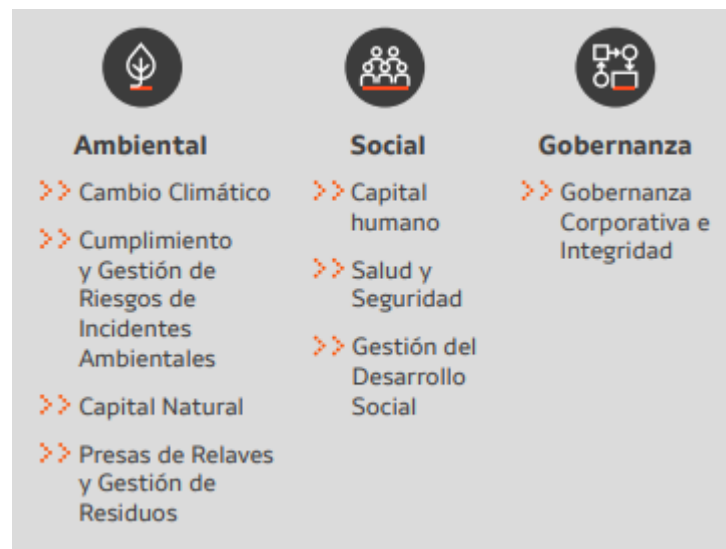 Ambiental
Cambio Climático
Cumplimiento
y Gestión de
Riesgos de
Incidentes
Ambientales
Capital Natural
Presas de Relaves
y Gestión de
Residuos
Social
Capital
humano
Salud y
Seguridad
Gestión del
Desarrollo
Social
Gobernanza
Gobernanza
Corporativa e
Integridad